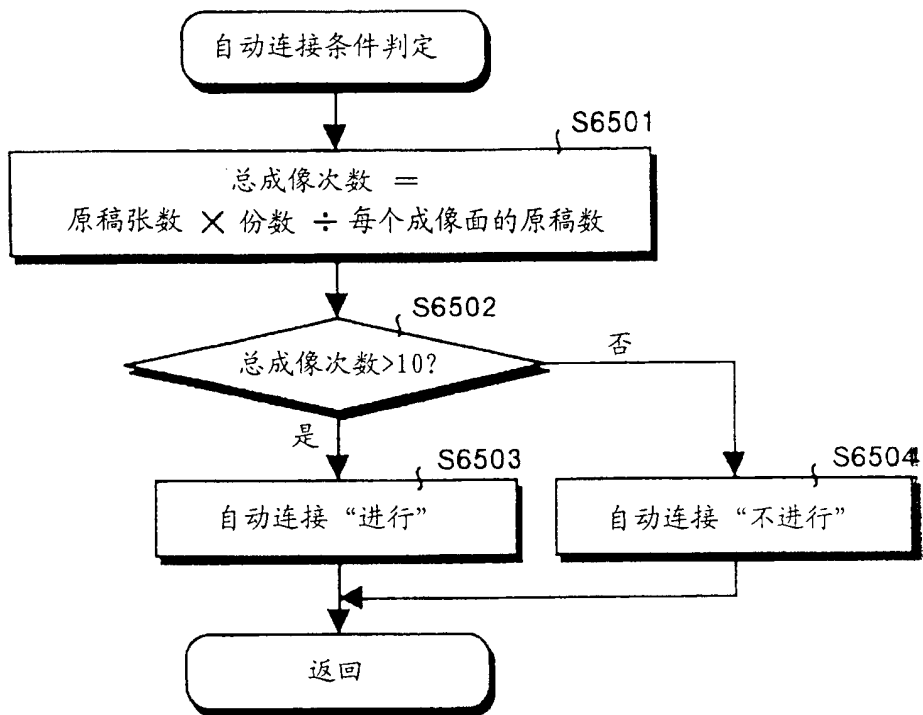 自动连接条件判定
S6501
总成像次数 =
原稿张数 × 份数 ÷ 每个成像面的原稿数
S6502
总成像次数>10?
否
是
S6503
自动连接“进行”
S6504
自动连接“不进行”
返回